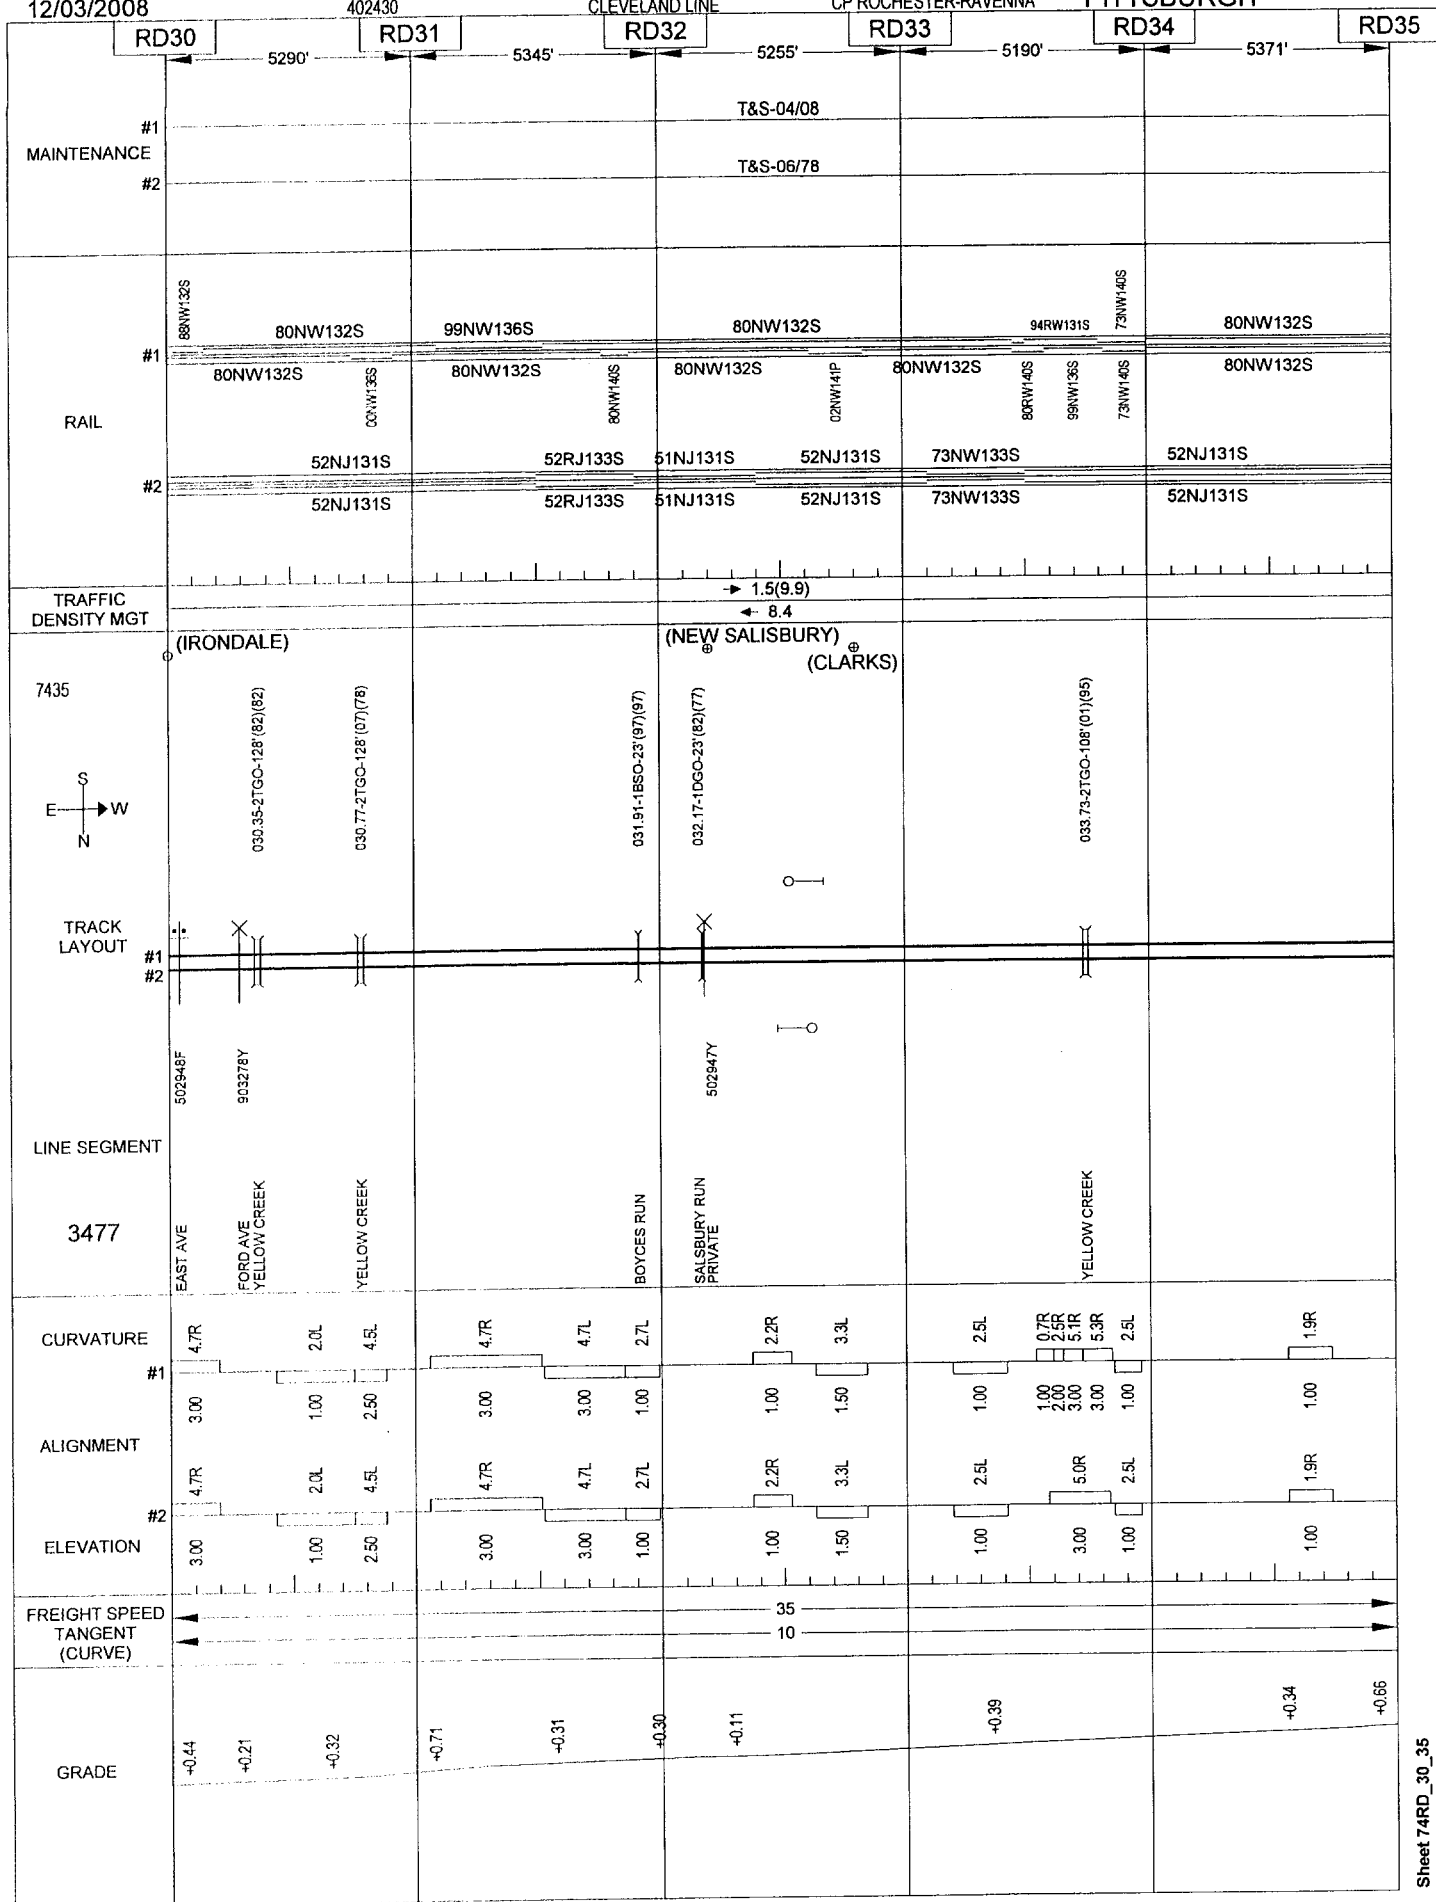 12/03/2008 402430 CLEVELAND LINE CP ROCHESTER-RAVENNA PITTSBURGH
RD30 RD31 RD32 RD33 RD34 RD35
5290' 5345' 5255' 5190' 5371'
T&S-04/08
#1
MAINTENANCE
T&S-06/78
#2
88NW132S
80NW132S 99NW136S 80NW132S 94RW131S 73NW140S 80NW132S
#1
80NW132S 00NW136S 80NW132S 80NW140S 80NW132S 02NW141P 80NW132S 80RW140S 99NW136S 73NW140S 80NW132S
RAIL
52NJ131S 52RJ133S 51NJ131S 52NJ131S 73NW133S 52NJ131S
#2
52NJ131S 52RJ133S 51NJ131S 52NJ131S 73NW133S 52NJ131S
TRAFFIC
DENSITY MGT
1.5(9.9)
8.4
(IRONDALE) (NEW SALISBURY)
(CLARKS)
7435
030.35-2TGO-128'(82)(82)
030.77-2TGO-128'(07)(78)
031.91-1BSO-23'(97)(97)
032.17-1DGO-23'(82)(77)
033.73-2TGO-108'(01)(95)
S
E W
N
TRACK
LAYOUT
#1
#2
502948F
903278Y
502947Y
LINE SEGMENT
3477
EAST AVE
FORD AVE
YELLOW CREEK
YELLOW CREEK
BOYCES RUN
SALSBURY RUN
PRIVATE
YELLOW CREEK
CURVATURE
4.7R 2.0L 4.5L 4.7R 4.7L 2.7L 2.2R 3.3L 2.5L 0.7R 2.5R 5.1R 5.3R 2.5L 1.9R
#1
3.00 1.00 2.50 3.00 3.00 1.00 1.00 1.50 1.00 1.00 2.00 3.00 3.00 1.00 1.00
ALIGNMENT
4.7R 2.0L 4.5L 4.7R 4.7L 2.7L 2.2R 3.3L 2.5L 5.0R 2.5L 1.9R
#2
ELEVATION
3.00 1.00 2.50 3.00 3.00 1.00 1.00 1.50 1.00 3.00 1.00 1.00
FREIGHT SPEED
TANGENT
(CURVE)
35
10
GRADE
+0.44 +0.21 +0.32 +0.71 +0.31 +0.30 +0.11 +0.39 +0.34 +0.66
Sheet 74RD_30_35